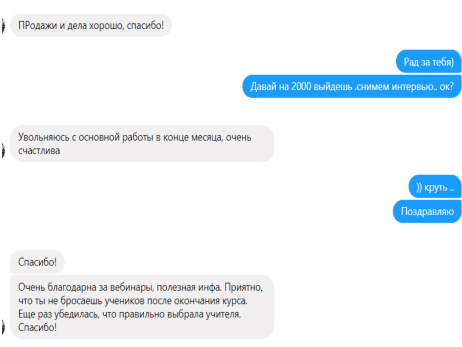 ПРодажи и дела хорошо, спасибо!
Рад за тебя)
Давай на 2000 выйдешь .снимем интервью.. ок?
Увольняюсь с основной работы в конце месяца, очень
счастлива
)) круть ..
Поздравляю
Спасибо!
Очень благодарна за вебинары, полезная инфа. Приятно,
что ты не бросаешь учеников после окончания курса.
Еще раз убедилась, что правильно выбрала учителя.
Спасибо!